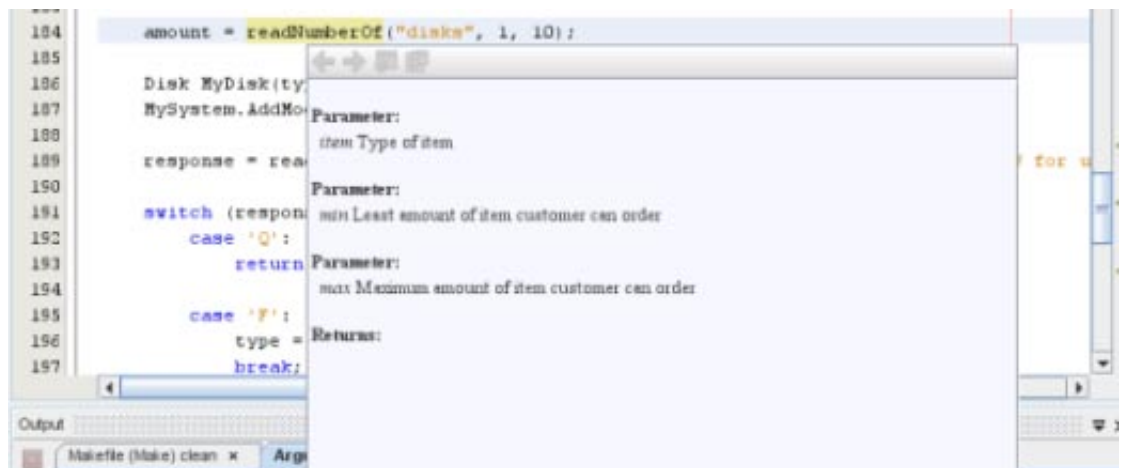 184 amount = readNumberOf("disks", 1, 10);
185
186 Disk MyDisk(ty
187 MySystem.AddMo
188
189 response = rea for u
190
191 switch (respon
192 case 'Q':
193 return
194
195 case 'F':
196 type =
197 break;
Parameter:
item Type of item
Parameter:
min Least amount of item customer can order
Parameter:
max Maximum amount of item customer can order
Returns:
Output
Makefile (Make) clean × Argu